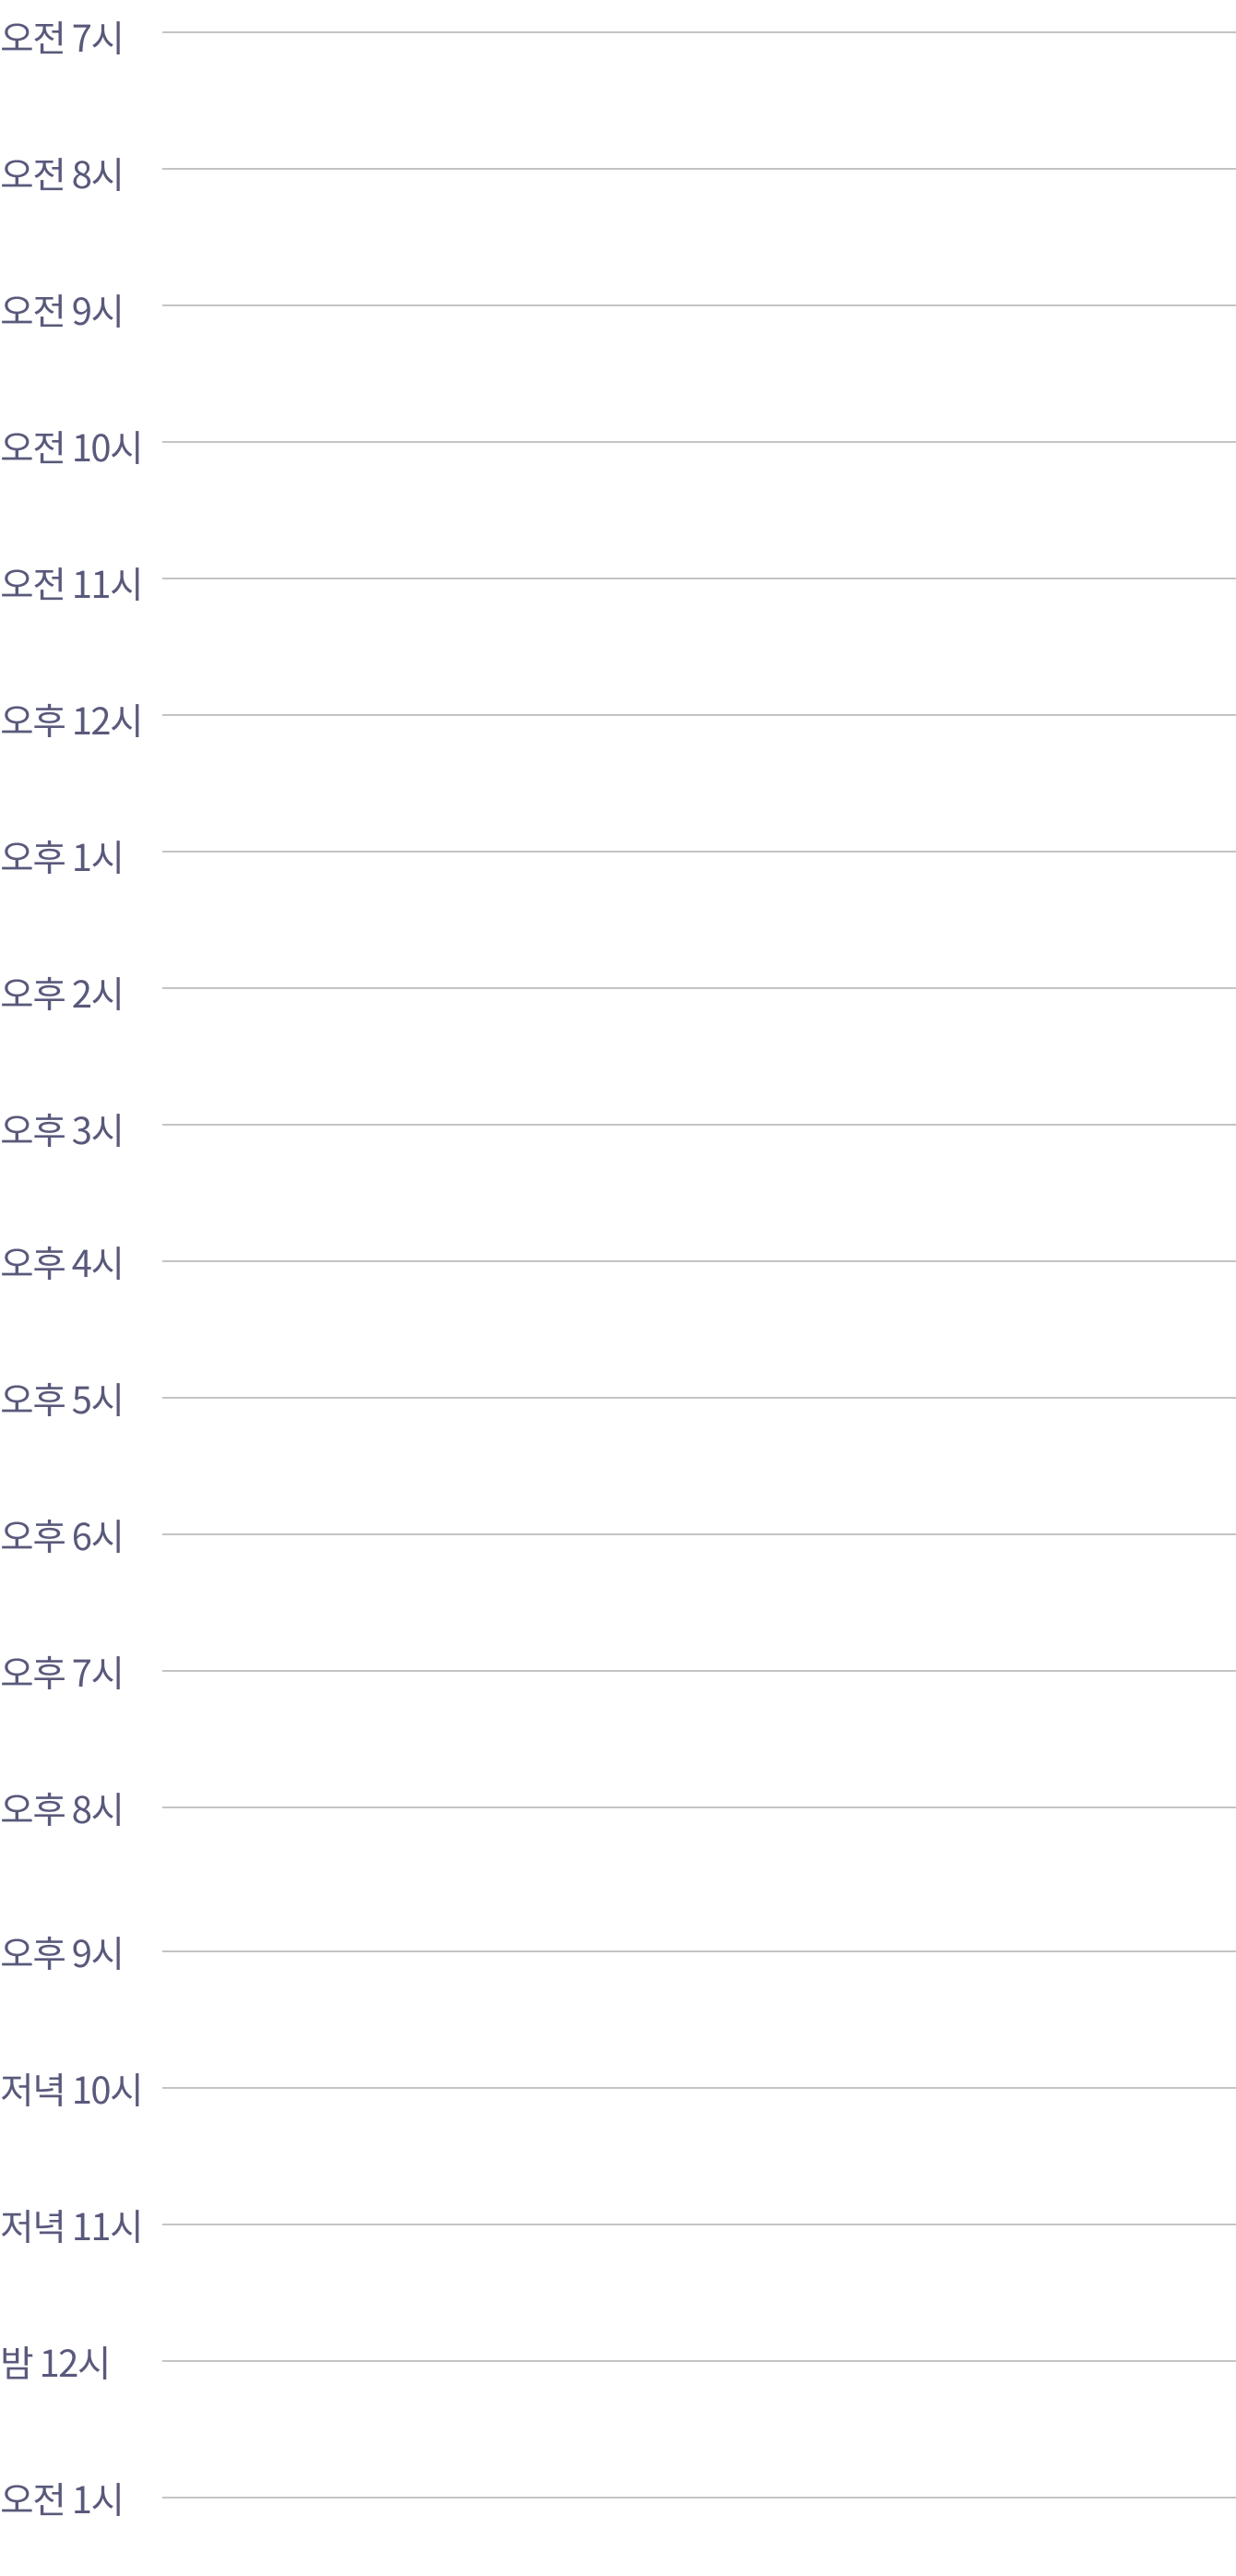 오전 7시
오전 8시
오전 9시
오전 10시
오전 11시
오후 12시
오후 1시
오후 2시
오후 3시
오후 4시
오후 5시
오후 6시
오후 7시
오후 8시
오후 9시
저녁 10시
저녁 11시
밤 12시
오전 1시